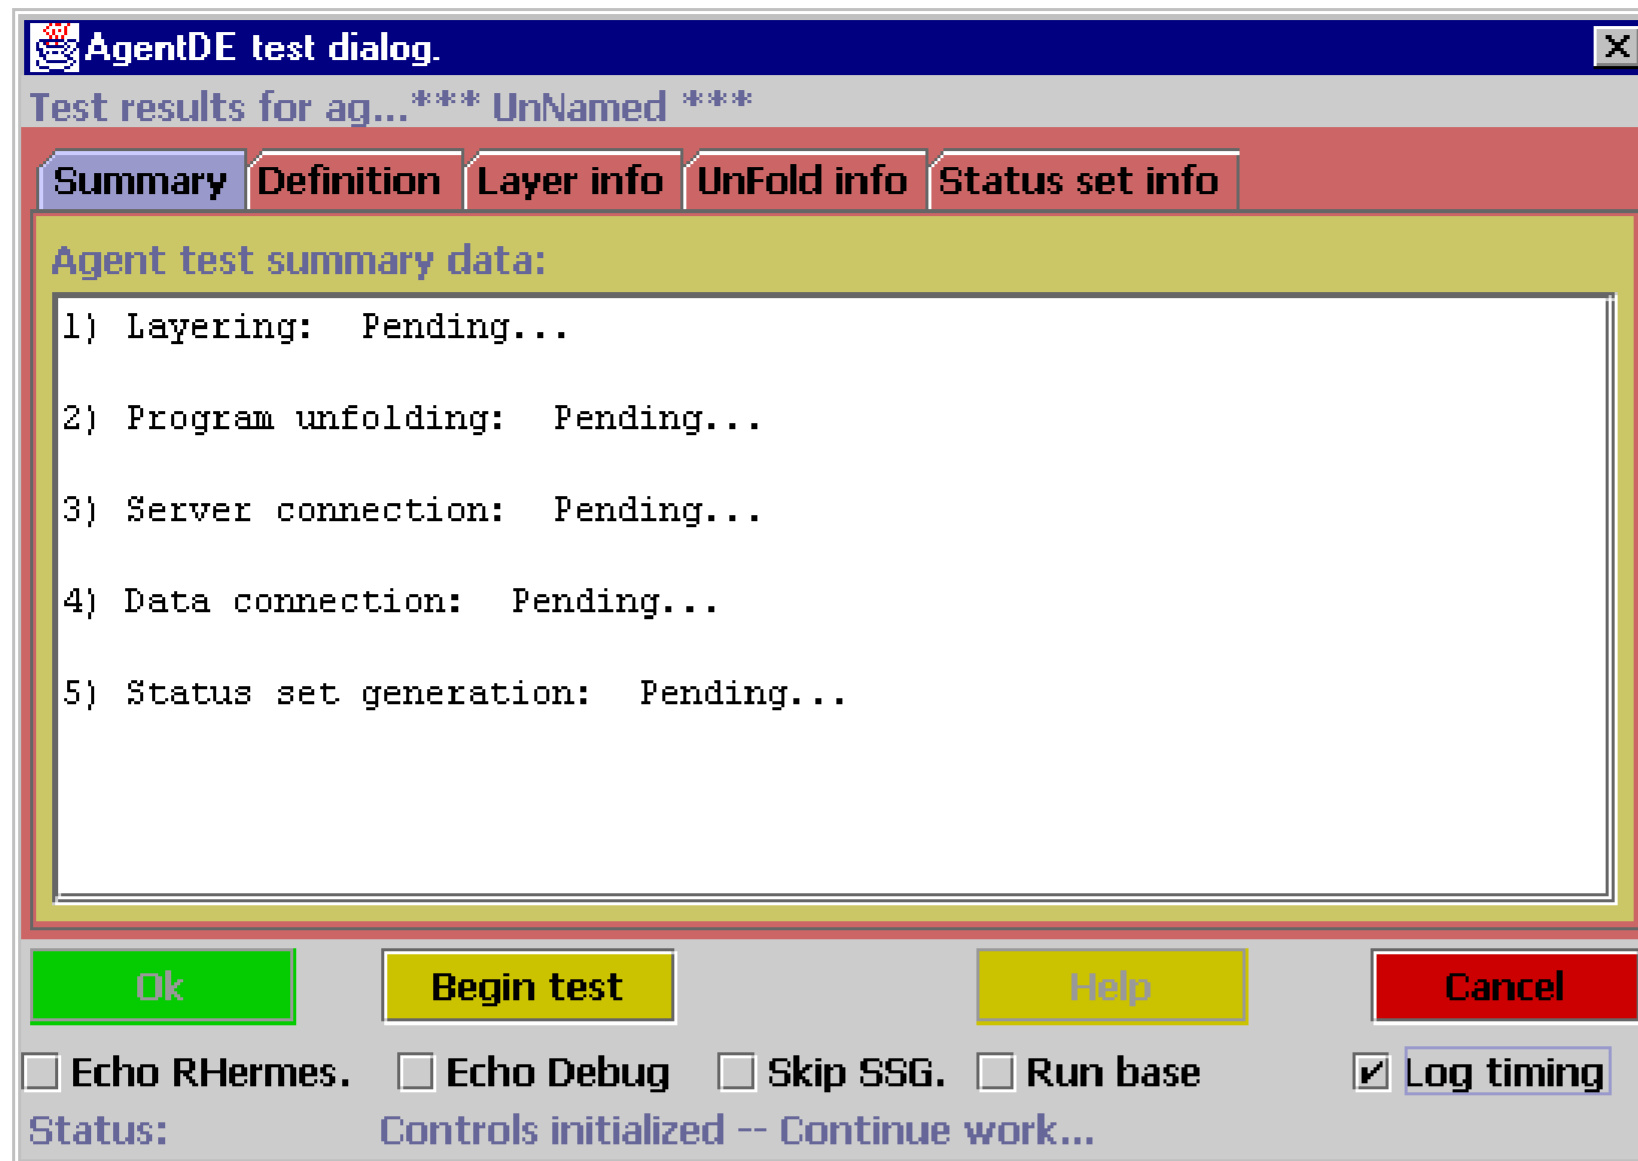 AgentDE test dialog.
Test results for ag...*** UnNamed ***
Summary Definition Layer info UnFold info Status set info
Agent test summary data:
1) Layering: Pending...
2) Program unfolding: Pending...
3) Server connection: Pending...
4) Data connection: Pending...
5) Status set generation: Pending...
Ok Begin test Help Cancel
Echo RHermes. Echo Debug Skip SSG. Run base Log timing
Status: Controls initialized -- Continue work...